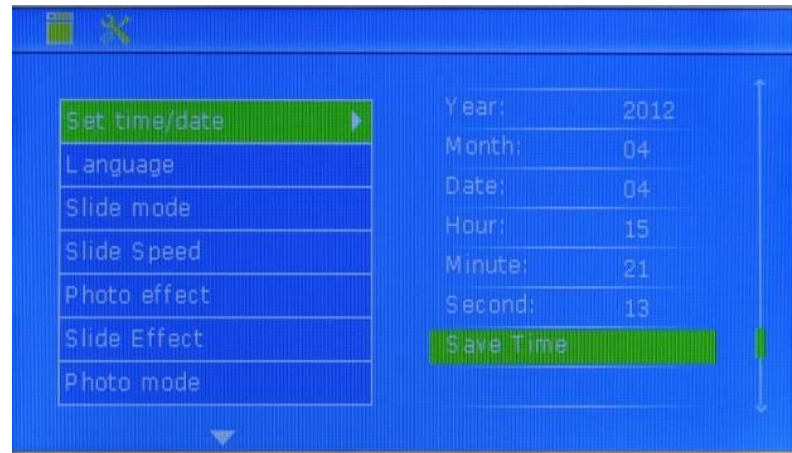 Set time/date
Language
Slide mode
Slide Speed
Photo effect
Slide Effect
Photo mode
Year: 2012
Month: 04
Date: 04
Hour: 15
Minute: 21
Second: 13
Save Time